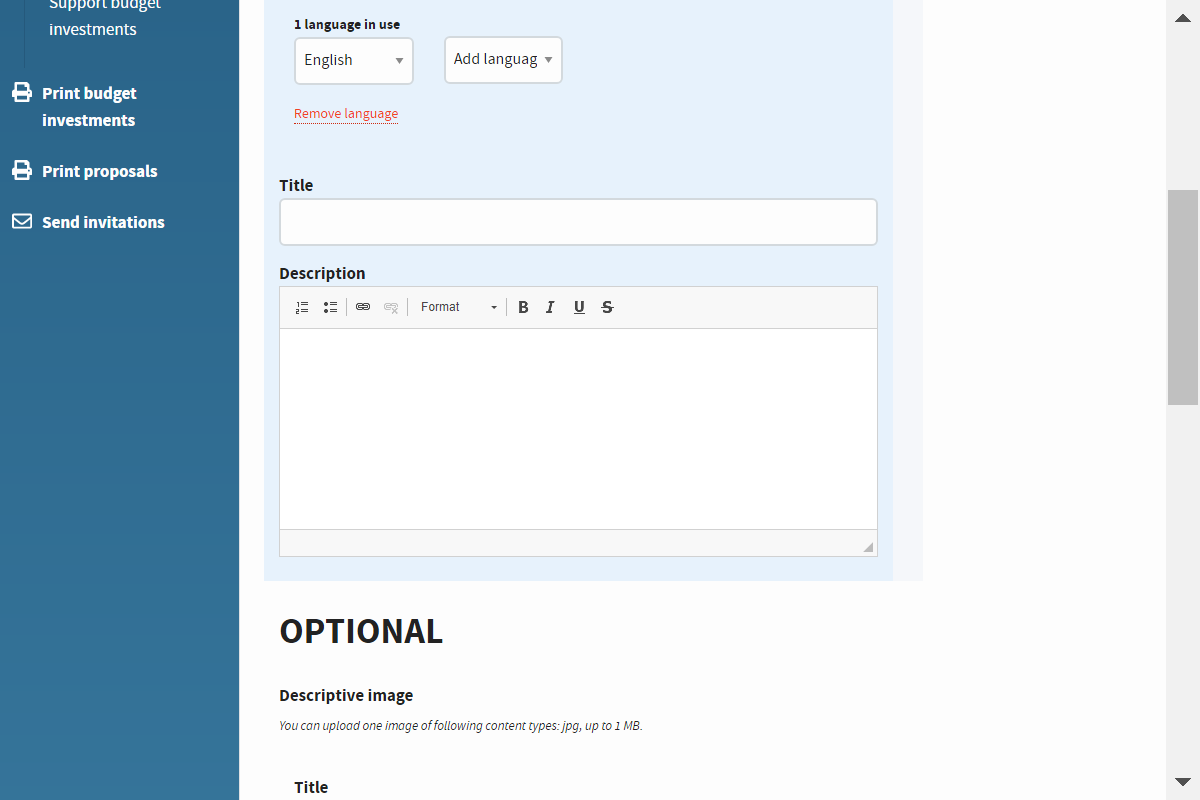 Support budget
investments
Print budget
investments
Print proposals
Send invitations
1 language in use
English
Add languag
Remove language
Title
Description
Format
B I U S
OPTIONAL
Descriptive image
You can upload one image of following content types: jpg, up to 1 MB.
Title